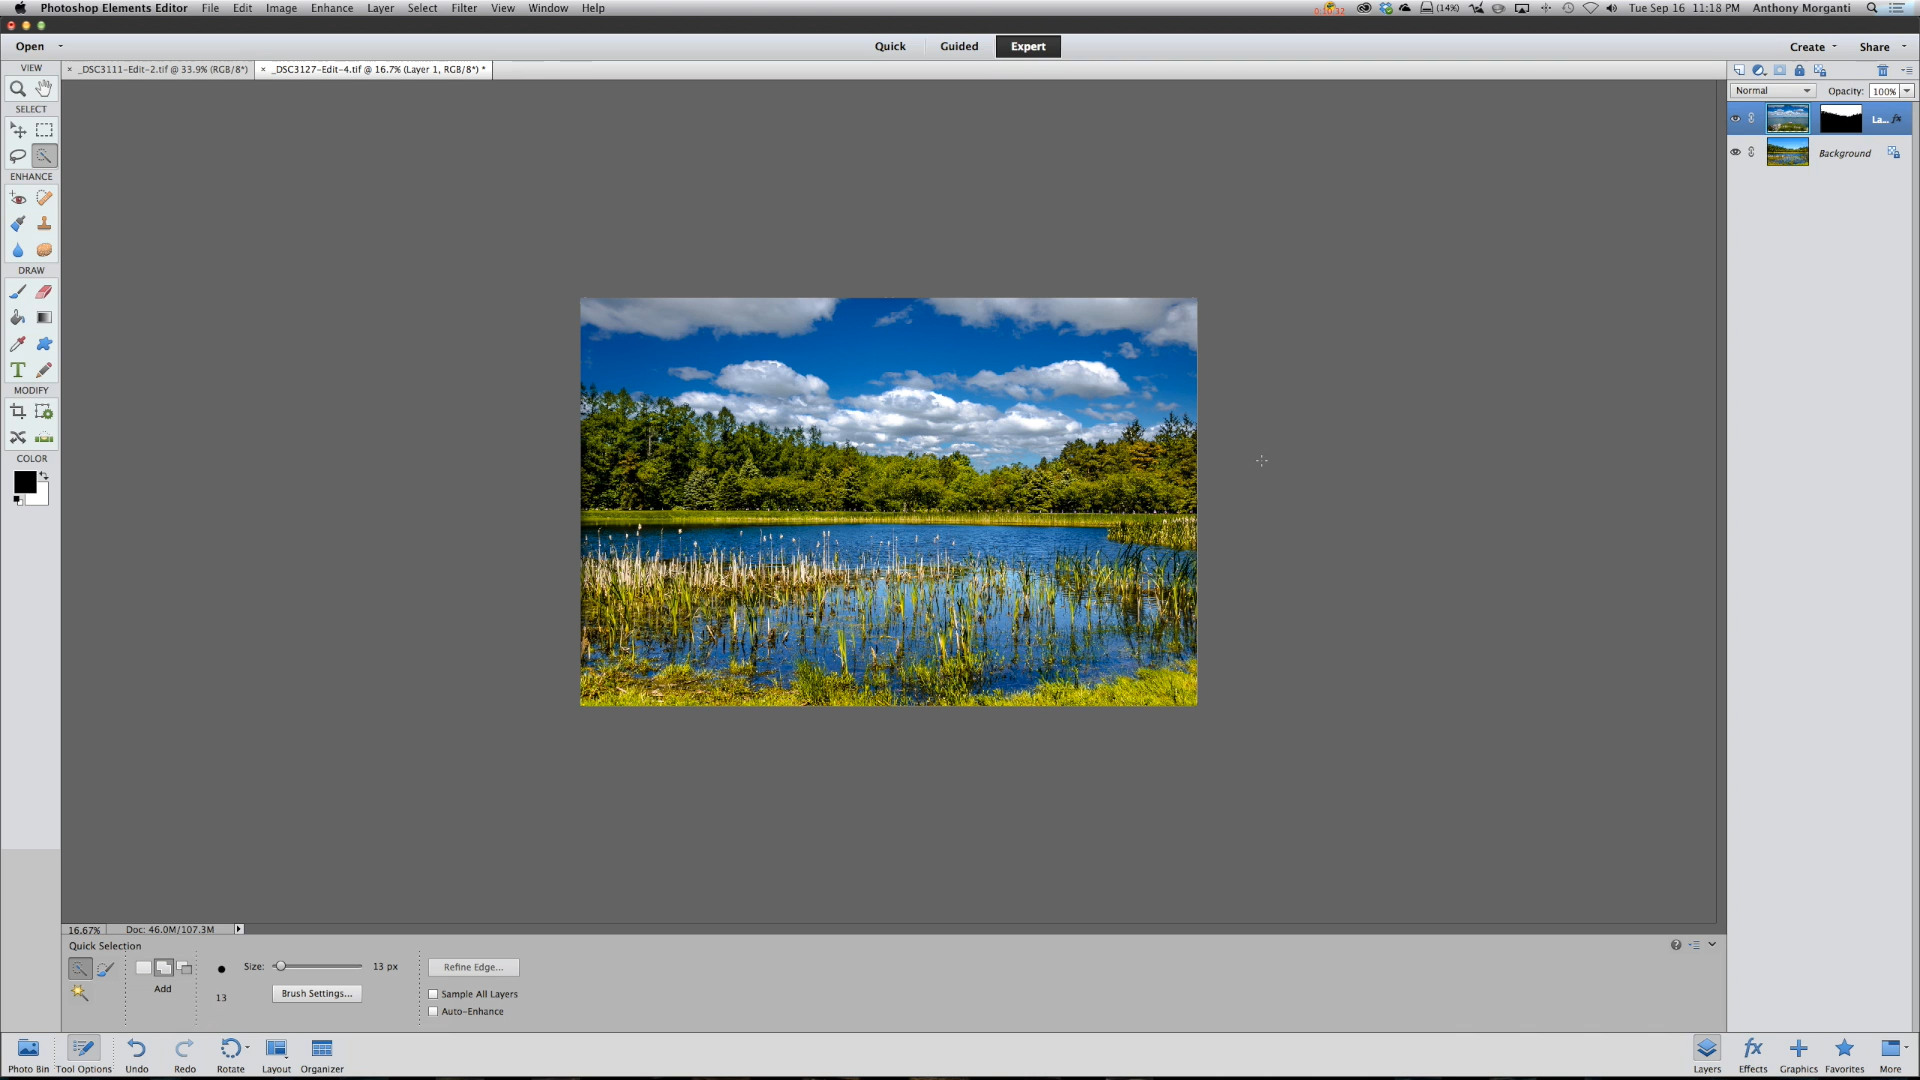 Photoshop Elements Editor File Edit Image Enhance Layer Select Filter View Window Help (14%) Tue Sep 16 11:18 PM Anthony Morganti
Open Quick Guided Expert Create Share
VIEW × _DSC3111-Edit-2.tif @ 33.9% (RGB/8*) × _DSC3127-Edit-4.tif @ 16.7% (Layer 1, RGB/8*) *
Normal Opacity: 100%
SELECT
La... fx
Background
ENHANCE
DRAW
T
MODIFY
COLOR
16.67% Doc: 46.0M/107.3M
Quick Selection
Size: 13 px Refine Edge...
Add
13 Brush Settings... Sample All Layers
Auto-Enhance
Photo Bin Tool Options Undo Redo Rotate Layout Organizer Layers Effects Graphics Favorites More